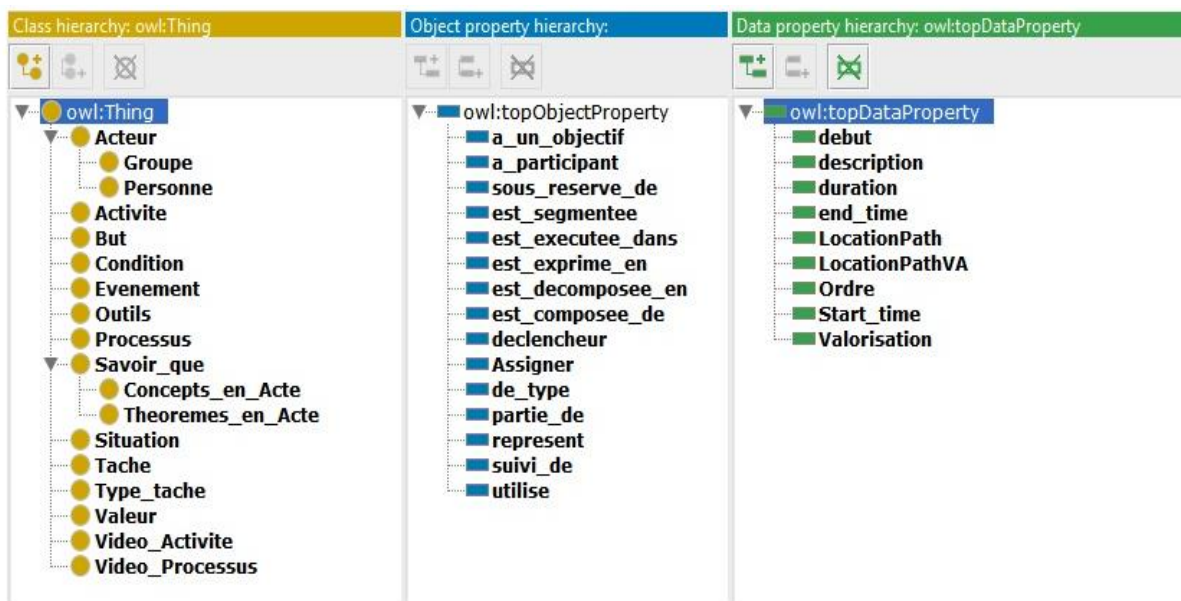 Class hierarchy: owl:Thing
owl:Thing
Acteur
Groupe
Personne
Activite
But
Condition
Evenement
Outils
Processus
Savoir_que
Concepts_en_Acte
Theoremes_en_Acte
Situation
Tache
Type_tache
Valeur
Video_Activite
Video_Processus
Object property hierarchy:
owl:topObjectProperty
a_un_objectif
a_participant
sous_reserve_de
est_segmentee
est_executee_dans
est_exprime_en
est_decomposee_en
est_composee_de
declencheur
Assigner
de_type
partie_de
represent
suivi_de
utilise
Data property hierarchy: owl:topDataProperty
owl:topDataProperty
debut
description
duration
end_time
LocationPath
LocationPathVA
Ordre
Start_time
Valorisation